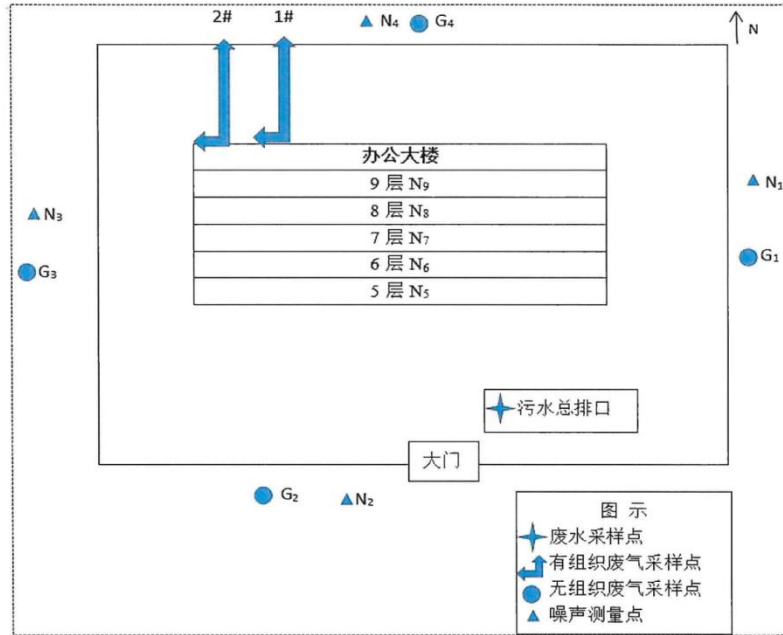 2# 1# N₄ G₄ N
办公大楼
9 层 N₉
N₁
8 层 N₈
N₃
7 层 N₇
G₁
6 层 N₆
G₃
5 层 N₅
污水总排口
大门
G₂ N₂
图 示
废水采样点
有组织废气采样点
无组织废气采样点
噪声测量点